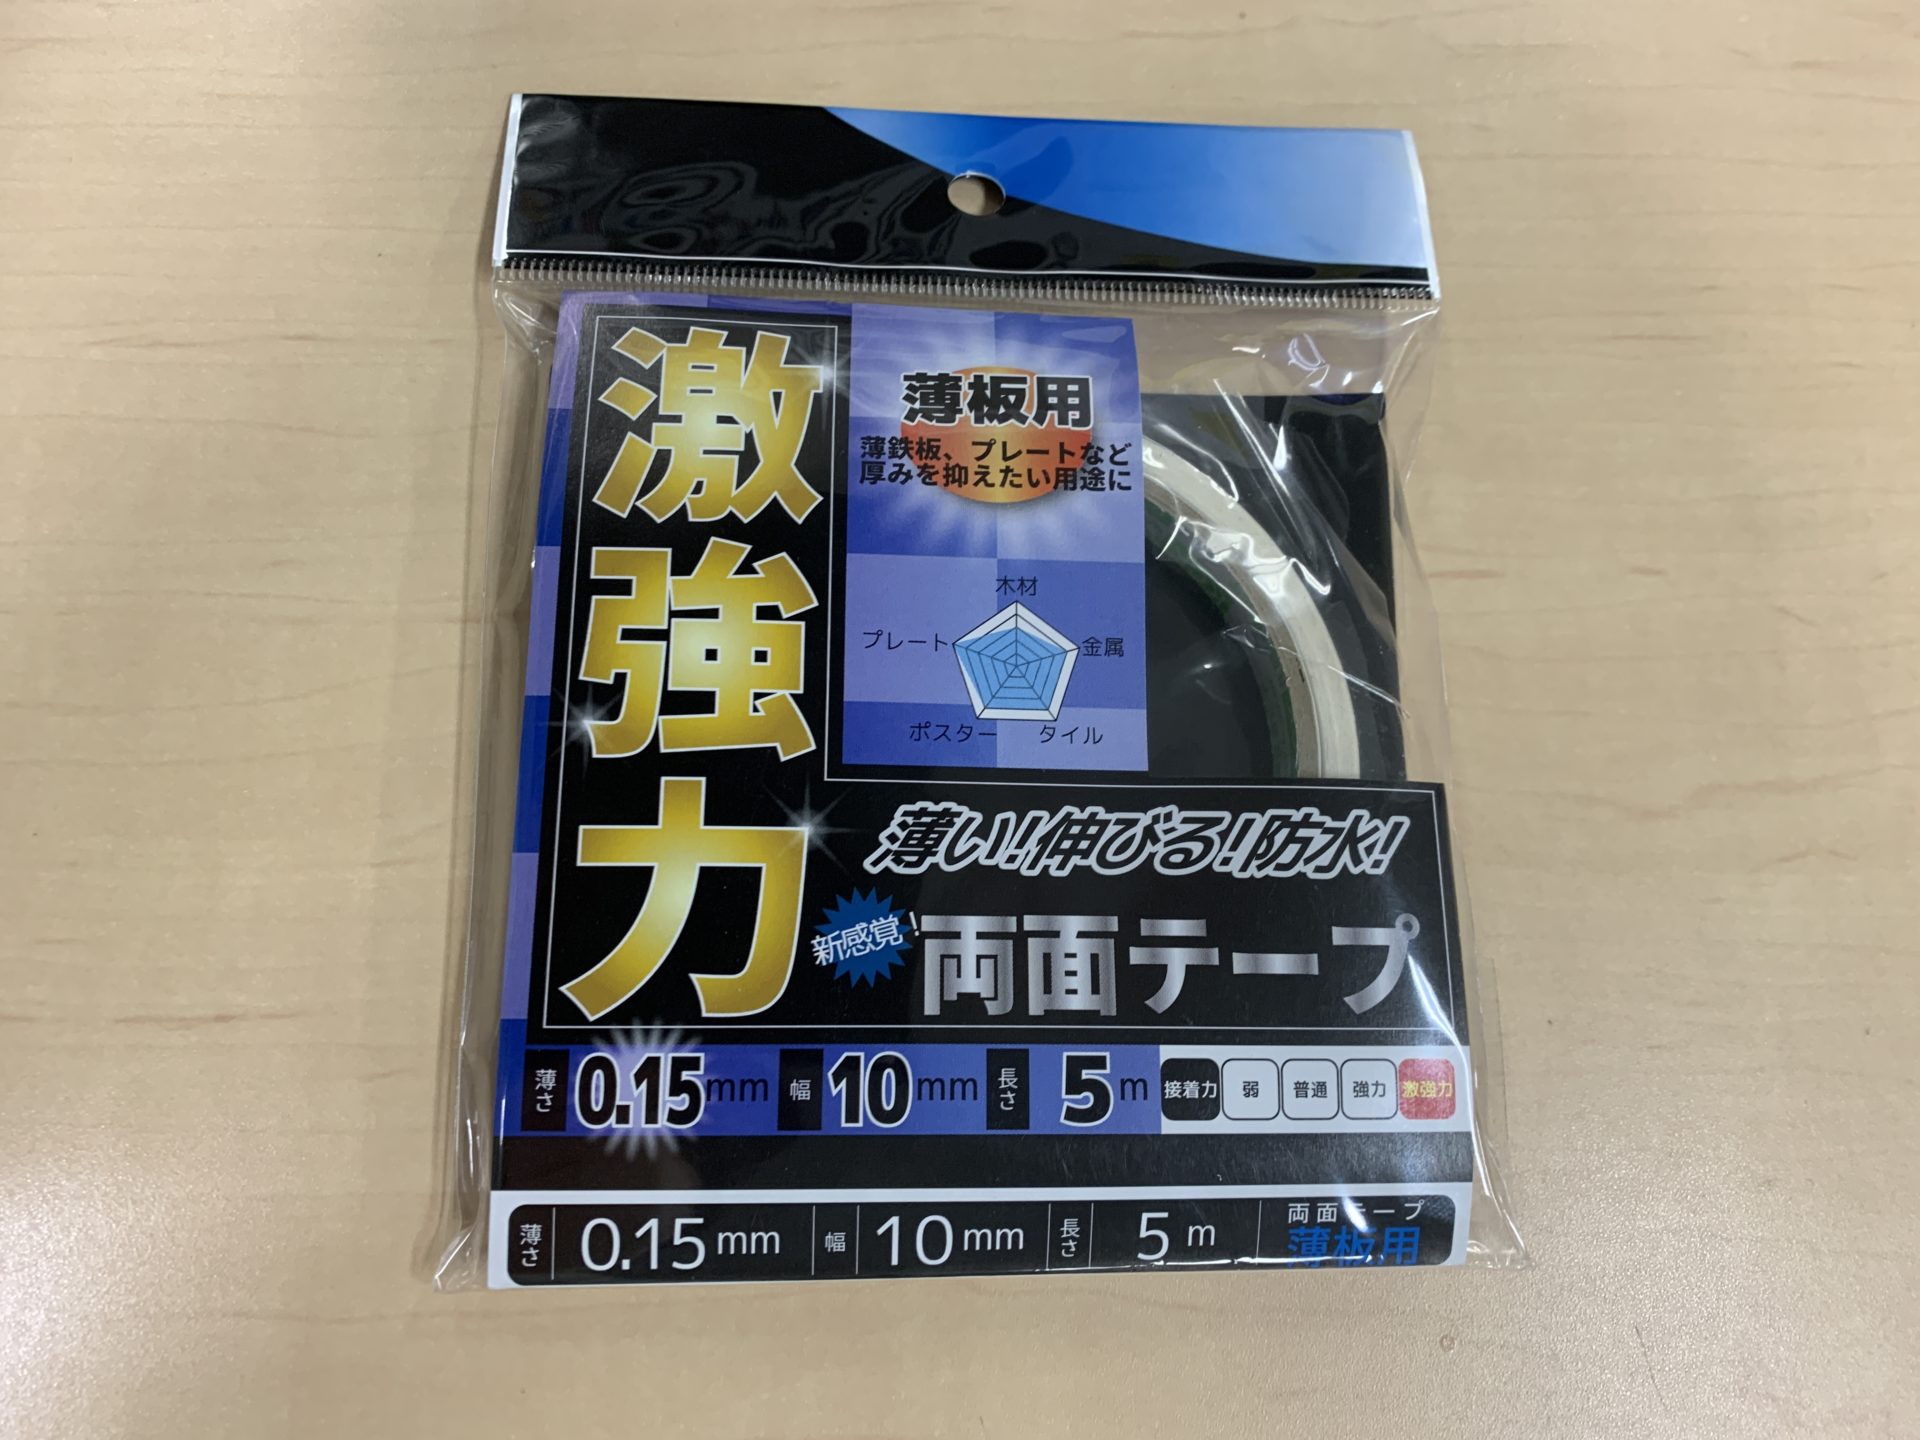 激強力
薄板用
薄鉄板、プレートなど
厚みを抑えたい用途に
木材
プレート
金属
ポスター
タイル
薄い!伸びる!防水!
新感覚!
両面テープ
薄さ 0.15mm 幅 10mm 長さ 5m 接着力 弱 普通 強力 激強力
薄さ 0.15mm 幅 10mm 長さ 5m 両面テープ
薄板用